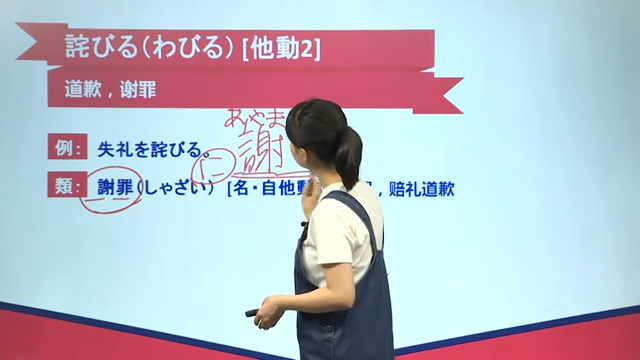 詫びる（わびる）[他動2]
道歉，谢罪
あやま
に 謝
例： 失礼を詫びる。
類： 謝罪（しゃざい） [名・自他動 ，赔礼道歉